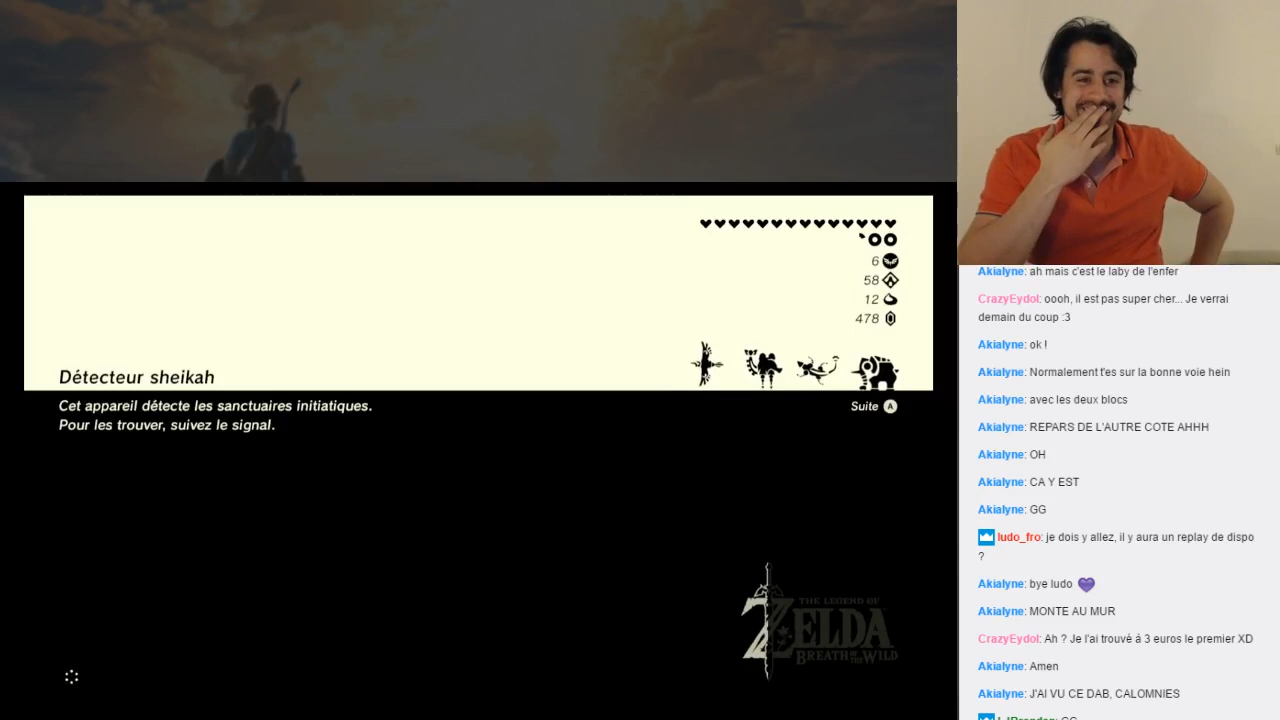 6
58
12
478
Détecteur sheikah
Cet appareil détecte les sanctuaires initiatiques.
Pour les trouver, suivez le signal.
Suite A
THE LEGEND OF
ZELDA
BREATH OF THE WILD
Akialyne: ah mais c'est le laby de l'enfer
CrazyEydol: oooh, il est pas super cher... Je verrai
demain du coup :3
Akialyne: ok !
Akialyne: Normalement t'es sur la bonne voie hein
Akialyne: avec les deux blocs
Akialyne: REPARS DE L'AUTRE COTE AHHH
Akialyne: OH
Akialyne: CA Y EST
Akialyne: GG
ludo_fro: je dois y allez, il y aura un replay de dispo
?
Akialyne: bye ludo
Akialyne: MONTE AU MUR
CrazyEydol: Ah ? Je l'ai trouvé á 3 euros le premier XD
Akialyne: Amen
Akialyne: J'AI VU CE DAB, CALOMNIES